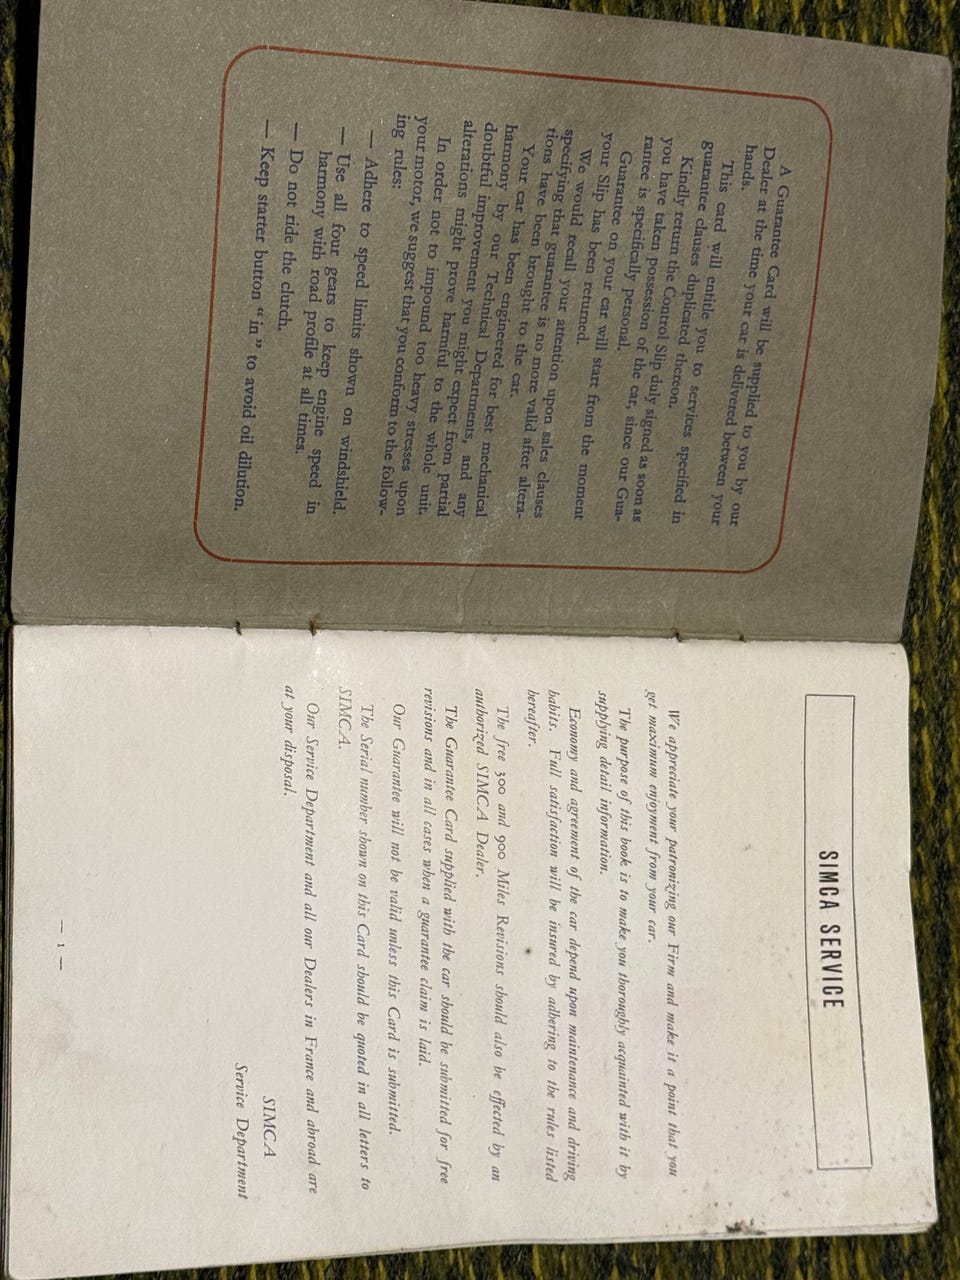 A Guarantee Card will be supplied to you by our
Dealer at the time your car is delivered between your
hands.
This card will entitle you to services specified in
guarantee clauses duplicated thereon.
Kindly return the Control Slip duly signed as soon as
you have taken possession of the car, since our Gua-
rantee is specifically personal.
Guarantee on your car will start from the moment
your Slip has been returned.
We would recall your attention upon sales clauses
specifying that guarantee is no more valid after altera-
tions have been brought to the car.
Your car has been engineered for best mechanical
harmony by our Technical Departments, and any
doubtful improvement you might expect from partial
alterations might prove harmful to the whole unit.
In order not to impound too heavy stresses upon
your motor, we suggest that you conform to the follow-
ing rules:
— Adhere to speed limits shown on windshield.
— Use all four gears to keep engine speed in
harmony with road profile at all times.
— Do not ride the clutch.
— Keep starter button “ in ” to avoid oil dilution.
SIMCA SERVICE
We appreciate your patronizing our Firm and make it a point that you
get maximum enjoyment from your car.
The purpose of this book is to make you thoroughly acquainted with it by
supplying detail information.
Economy and agreement of the car depend upon maintenance and driving
habits. Full satisfaction will be insured by adhering to the rules listed
hereafter.
The free 300 and 900 Miles Revisions should also be effected by an
authorized SIMCA Dealer.
The Guarantee Card supplied with the car should be submitted for free
revisions and in all cases when a guarantee claim is laid.
Our Guarantee will not be valid unless this Card is submitted.
The Serial number shown on this Card should be quoted in all letters to
SIMCA.
Our Service Department and all our Dealers in France and abroad are
at your disposal.
SIMCA
Service Department
— 1 —